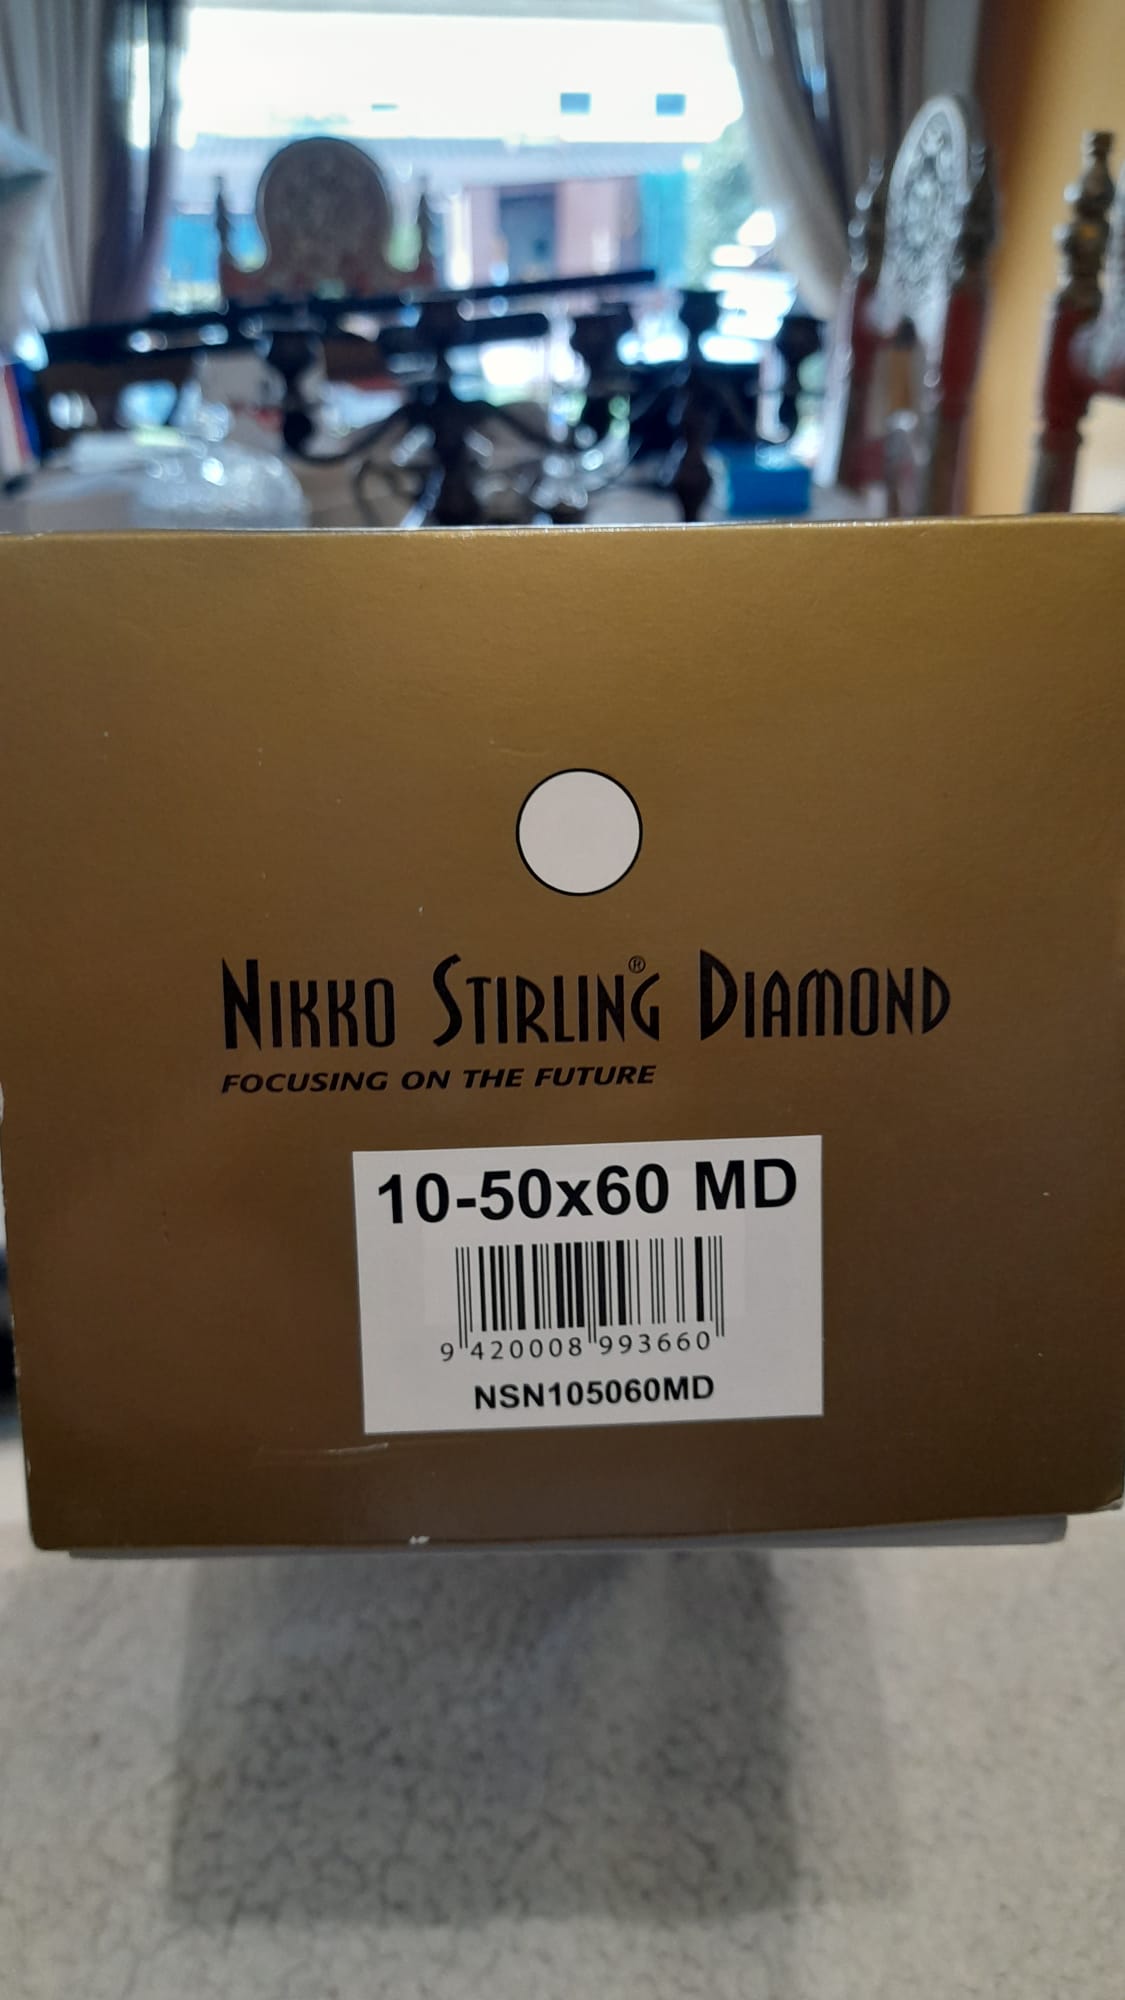 NIKKO STIRLING® DIAMOND
FOCUSING ON THE FUTURE
10-50x60 MD
9 420008 993660
NSN105060MD